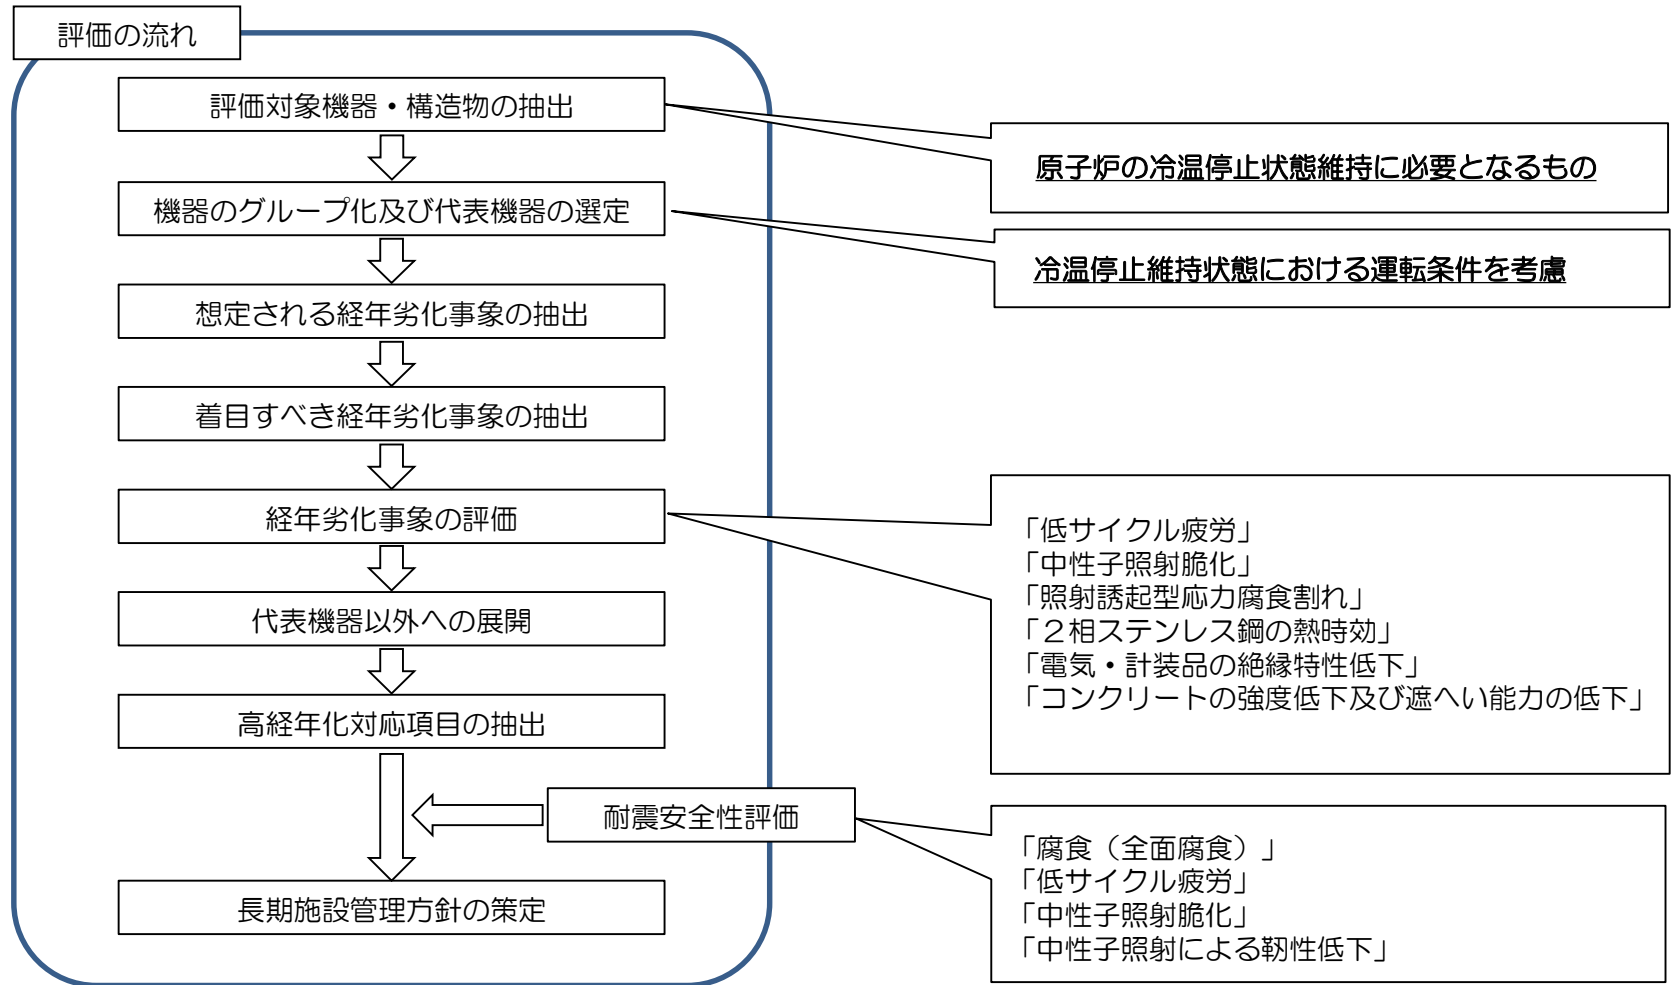 評価の流れ
評価対象機器・構造物の抽出
原子炉の冷温停止状態維持に必要となるもの
機器のグループ化及び代表機器の選定
冷温停止維持状態における運転条件を考慮
想定される経年劣化事象の抽出
着目すべき経年劣化事象の抽出
経年劣化事象の評価
「低サイクル疲労」
「中性子照射脆化」
「照射誘起型応力腐食割れ」
「２相ステンレス鋼の熱時効」
「電気・計装品の絶縁特性低下」
「コンクリートの強度低下及び遮へい能力の低下」
代表機器以外への展開
高経年化対応項目の抽出
耐震安全性評価
「腐食（全面腐食）」
「低サイクル疲労」
「中性子照射脆化」
「中性子照射による靭性低下」
長期施設管理方針の策定